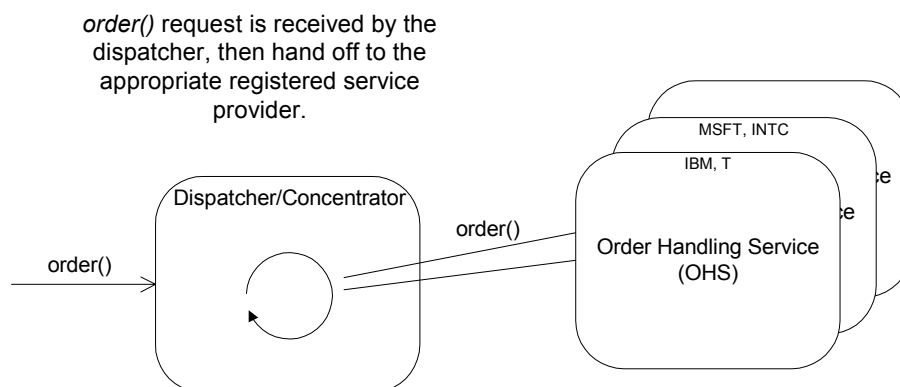 order() request is received by the
dispatcher, then hand off to the
appropriate registered service
provider.
MSFT, INTC
IBM, T
Dispatcher/Concentrator
order()
Order Handling Service
(OHS)
order()